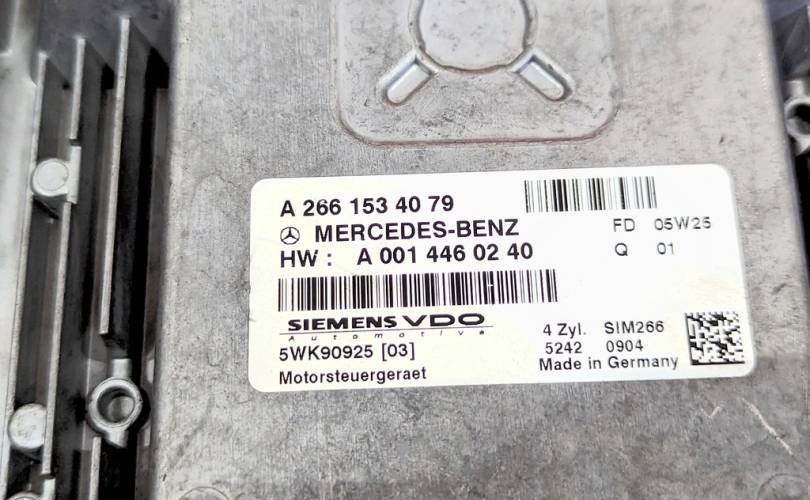 A 266 153 40 79
MERCEDES-BENZ
HW : A 001 446 02 40
FD 05W25
Q 01
SIEMENS VDO
Automotive
5WK90925 [03]
Motorsteuergeraet
4 Zyl. SIM266
5242 0904
Made in Germany